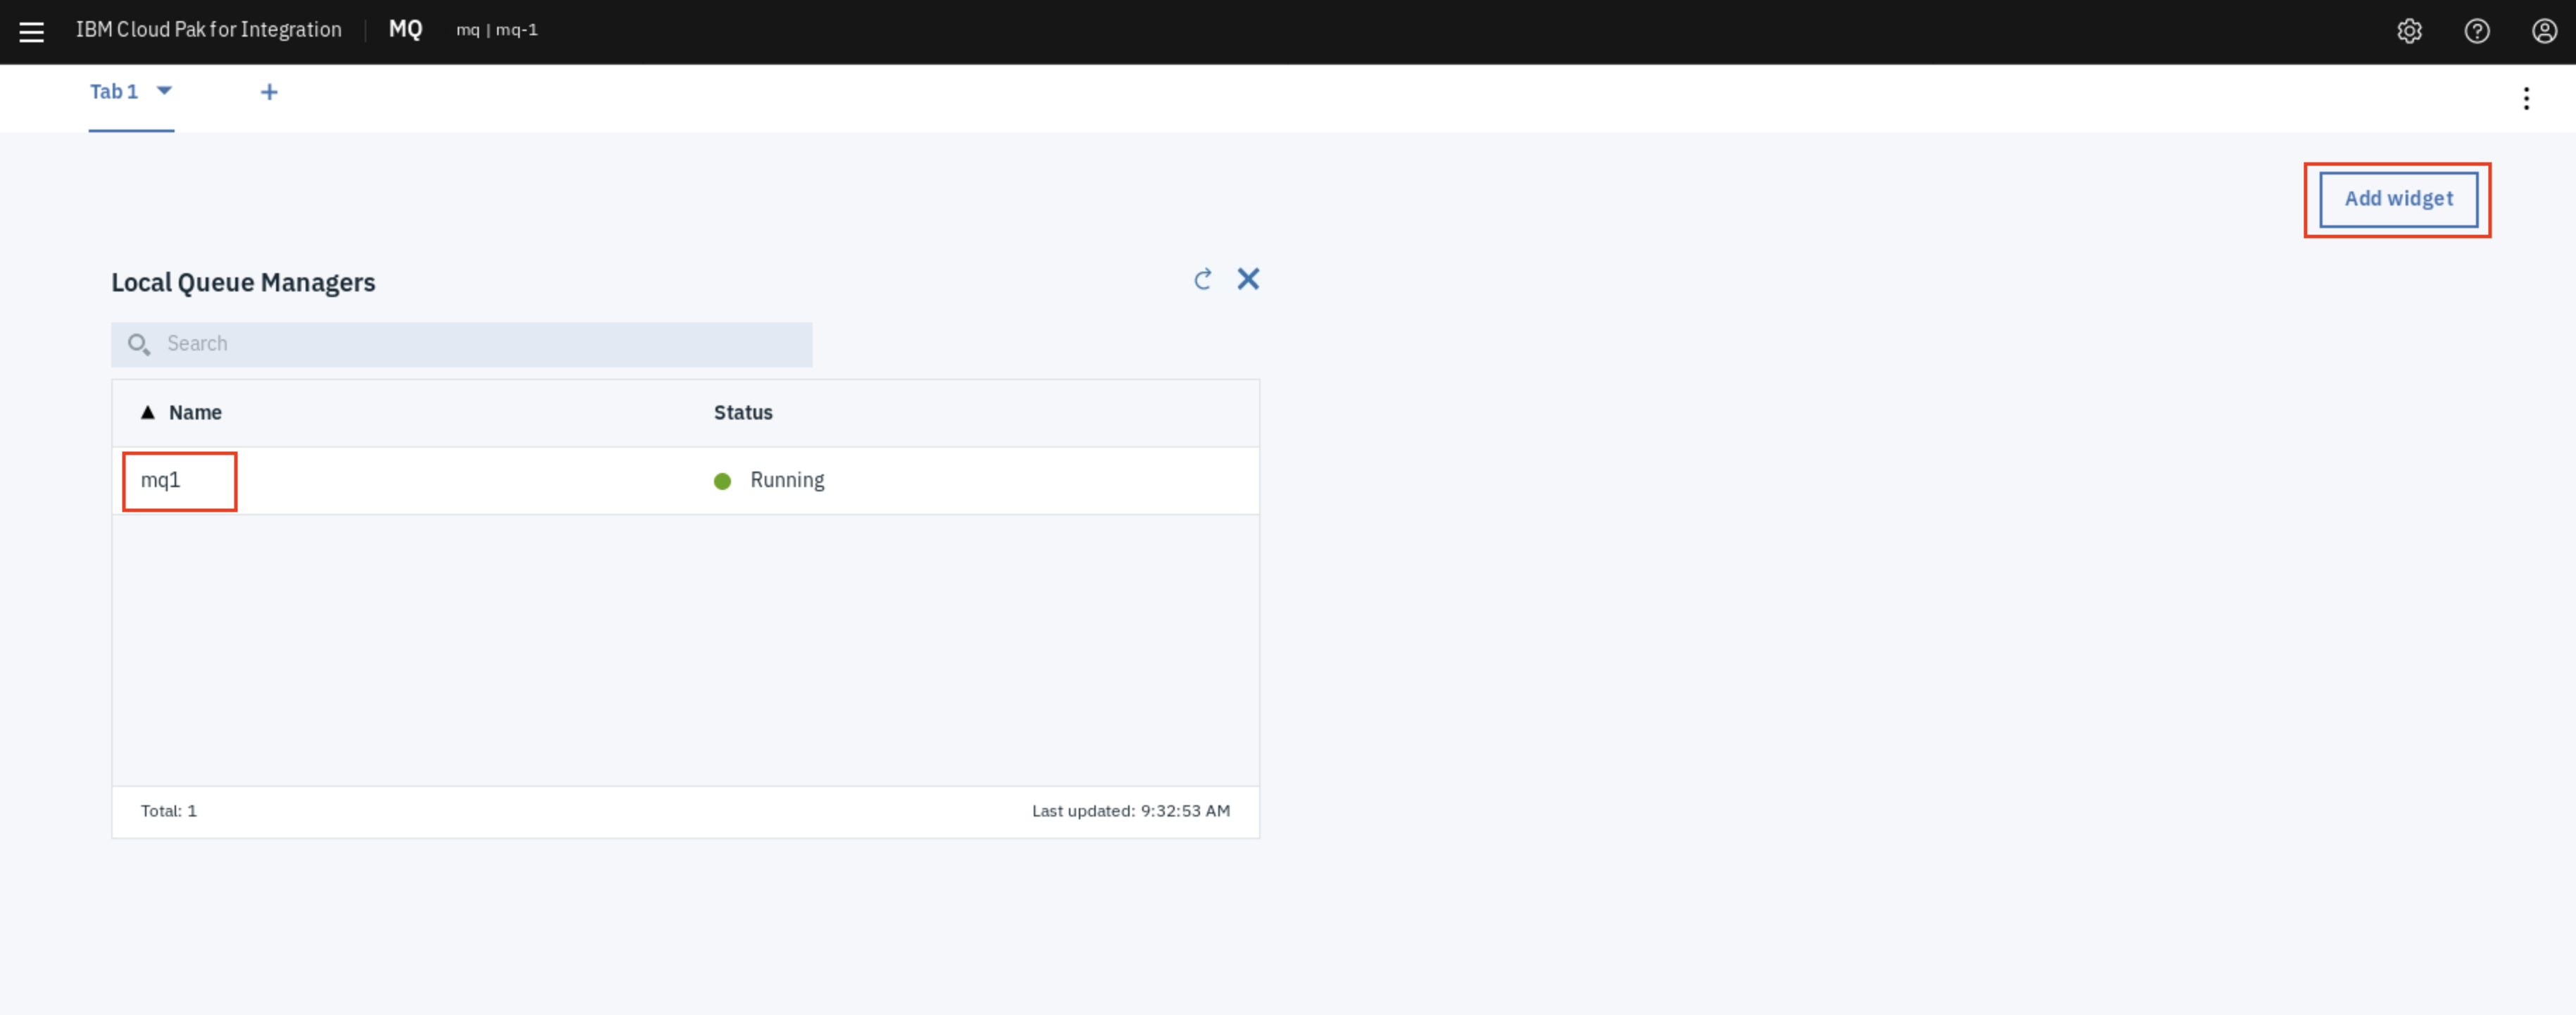 IBM Cloud Pak for Integration MQ mq | mq-1
Tab 1
Add widget
Local Queue Managers
Search
Name Status
mq1 Running
Total: 1 Last updated: 9:32:53 AM